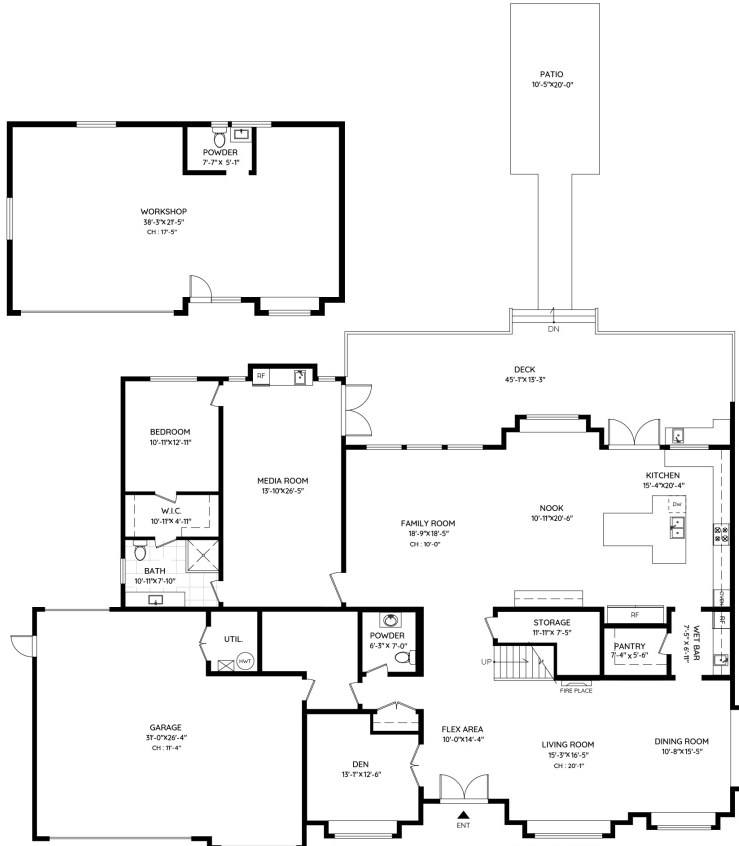 PATIO
10'-5"X20'-0"
POWDER
7'-7" X 5'-1"
WORKSHOP
38'-3"X 21'-5"
CH : 17'-5"
DN
DECK
45'-1"X 13'-3"
RF
BEDROOM
10'-11"X12'-11"
MEDIA ROOM
13'-10"X26'-5"
KITCHEN
15'-4"X20'-4"
DW
W.I.C.
10'-11"X 4'-11"
FAMILY ROOM
18'-9"X18'-5"
CH : 10'-0"
NOOK
10'-11"X20'-6"
BATH
10'-11"X7'-10"
OVEN
RF
RF
UTIL.
HWT
POWDER
6'-3" X 7'-0"
STORAGE
11'-11"X 7'-5"
PANTRY
7'-4" X 5'-6"
WET BAR
7'-5" X 6'-11"
UP
FIRE PLACE
GARAGE
31'-0"X26'-4"
CH : 11'-4"
FLEX AREA
10'-0"X14'-4"
LIVING ROOM
15'-3"X 16'-5"
CH : 20'-1"
DINING ROOM
10'-8"X15'-5"
DEN
13'-1"X 12'-6"
ENT